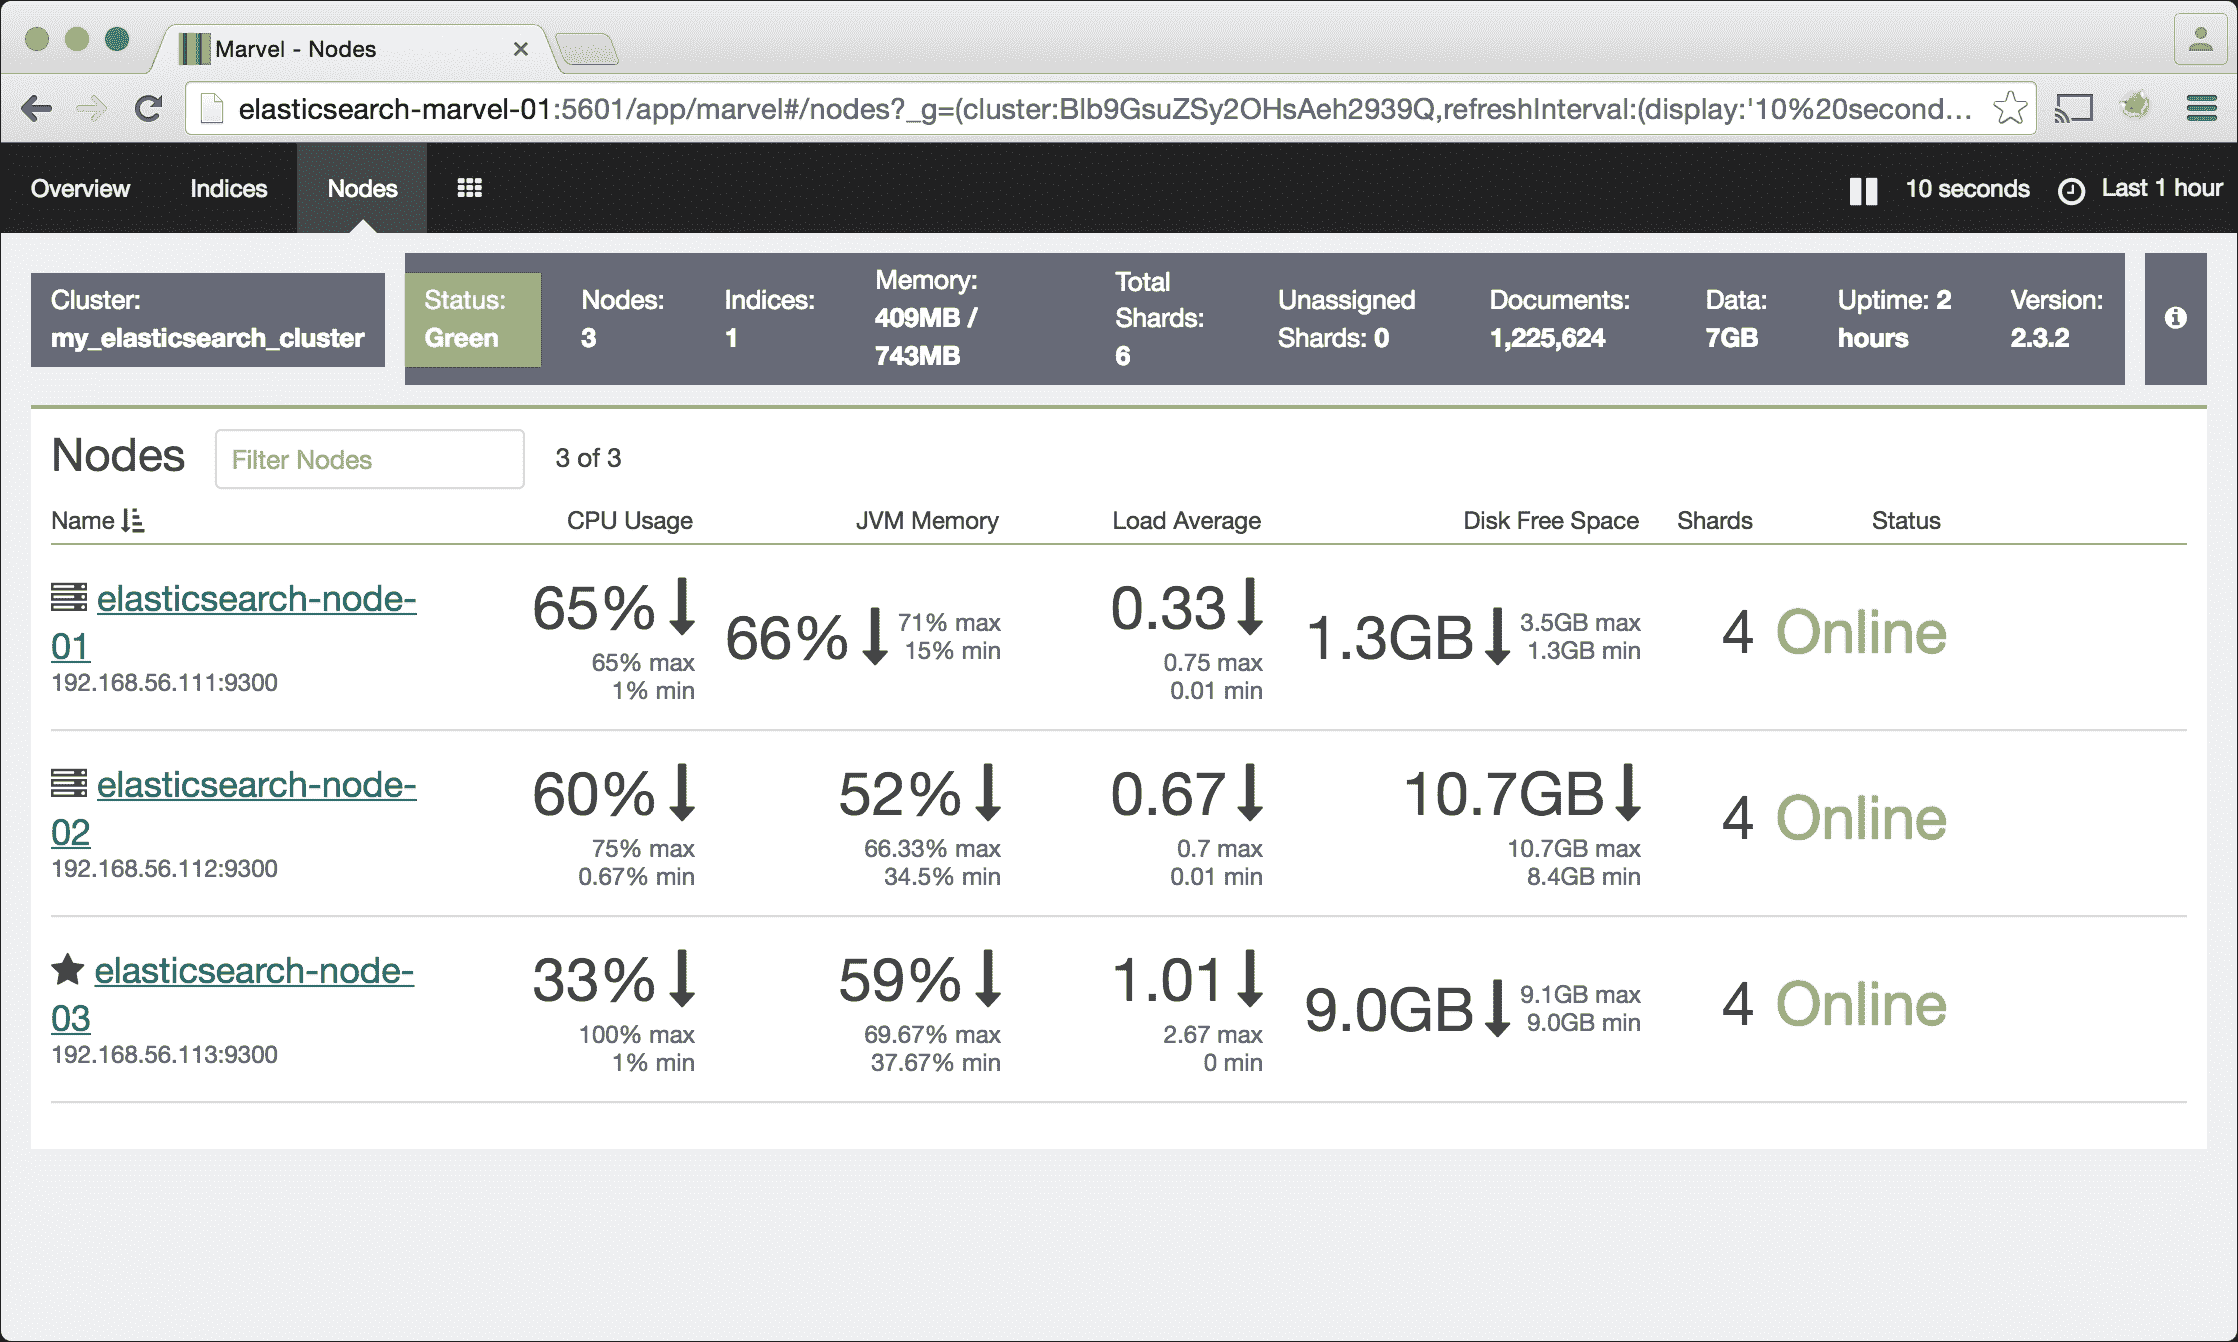 Marvel - Nodes
elasticsearch-marvel-01:5601/app/marvel#/nodes?_g=(cluster:Blb9GsuZSy2OHsAeh2939Q,refreshInterval:(display:'10%20second...
Overview Indices Nodes 10 seconds Last 1 hour
Cluster:
my_elasticsearch_cluster
Status:
Green
Nodes:
3
Indices:
1
Memory:
409MB /
743MB
Total
Shards:
6
Unassigned
Shards: 0
Documents:
1,225,624
Data:
7GB
Uptime: 2
hours
Version:
2.3.2
Nodes Filter Nodes 3 of 3
Name CPU Usage JVM Memory Load Average Disk Free Space Shards Status
elasticsearch-node-
01
192.168.56.111:9300
65%
65% max
1% min
66%
71% max
15% min
0.33
0.75 max
0.01 min
1.3GB
3.5GB max
1.3GB min
4
Online
elasticsearch-node-
02
192.168.56.112:9300
60%
75% max
0.67% min
52%
66.33% max
34.5% min
0.67
0.7 max
0.01 min
10.7GB
10.7GB max
8.4GB min
4
Online
elasticsearch-node-
03
192.168.56.113:9300
33%
100% max
1% min
59%
69.67% max
37.67% min
1.01
2.67 max
0 min
9.0GB
9.1GB max
9.0GB min
4
Online